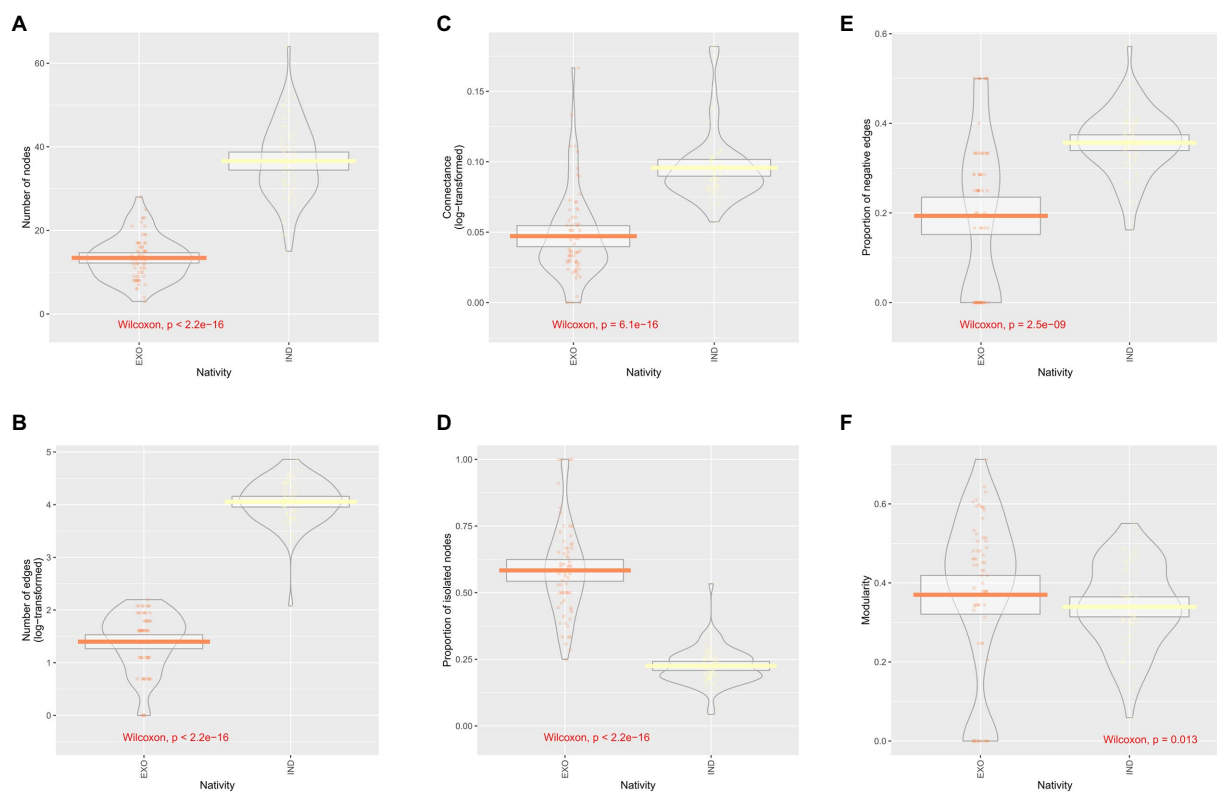 A
Number of nodes
60
40
20
0
Wilcoxon, p < 2.2e−16
EXO
IND
Nativity
C
Connectance
(log−transformed)
0.15
0.10
0.05
0.00
Wilcoxon, p = 6.1e−16
EXO
IND
Nativity
E
Proportion of negative edges
0.6
0.4
0.2
0.0
Wilcoxon, p = 2.5e−09
EXO
IND
Nativity
B
Number of edges
(log−transformed)
5
4
3
2
1
0
Wilcoxon, p < 2.2e−16
EXO
IND
Nativity
D
Proportion of isolated nodes
1.00
0.75
0.50
0.25
0.00
Wilcoxon, p < 2.2e−16
EXO
IND
Nativity
F
Modularity
0.6
0.4
0.2
0.0
Wilcoxon, p = 0.013
EXO
IND
Nativity